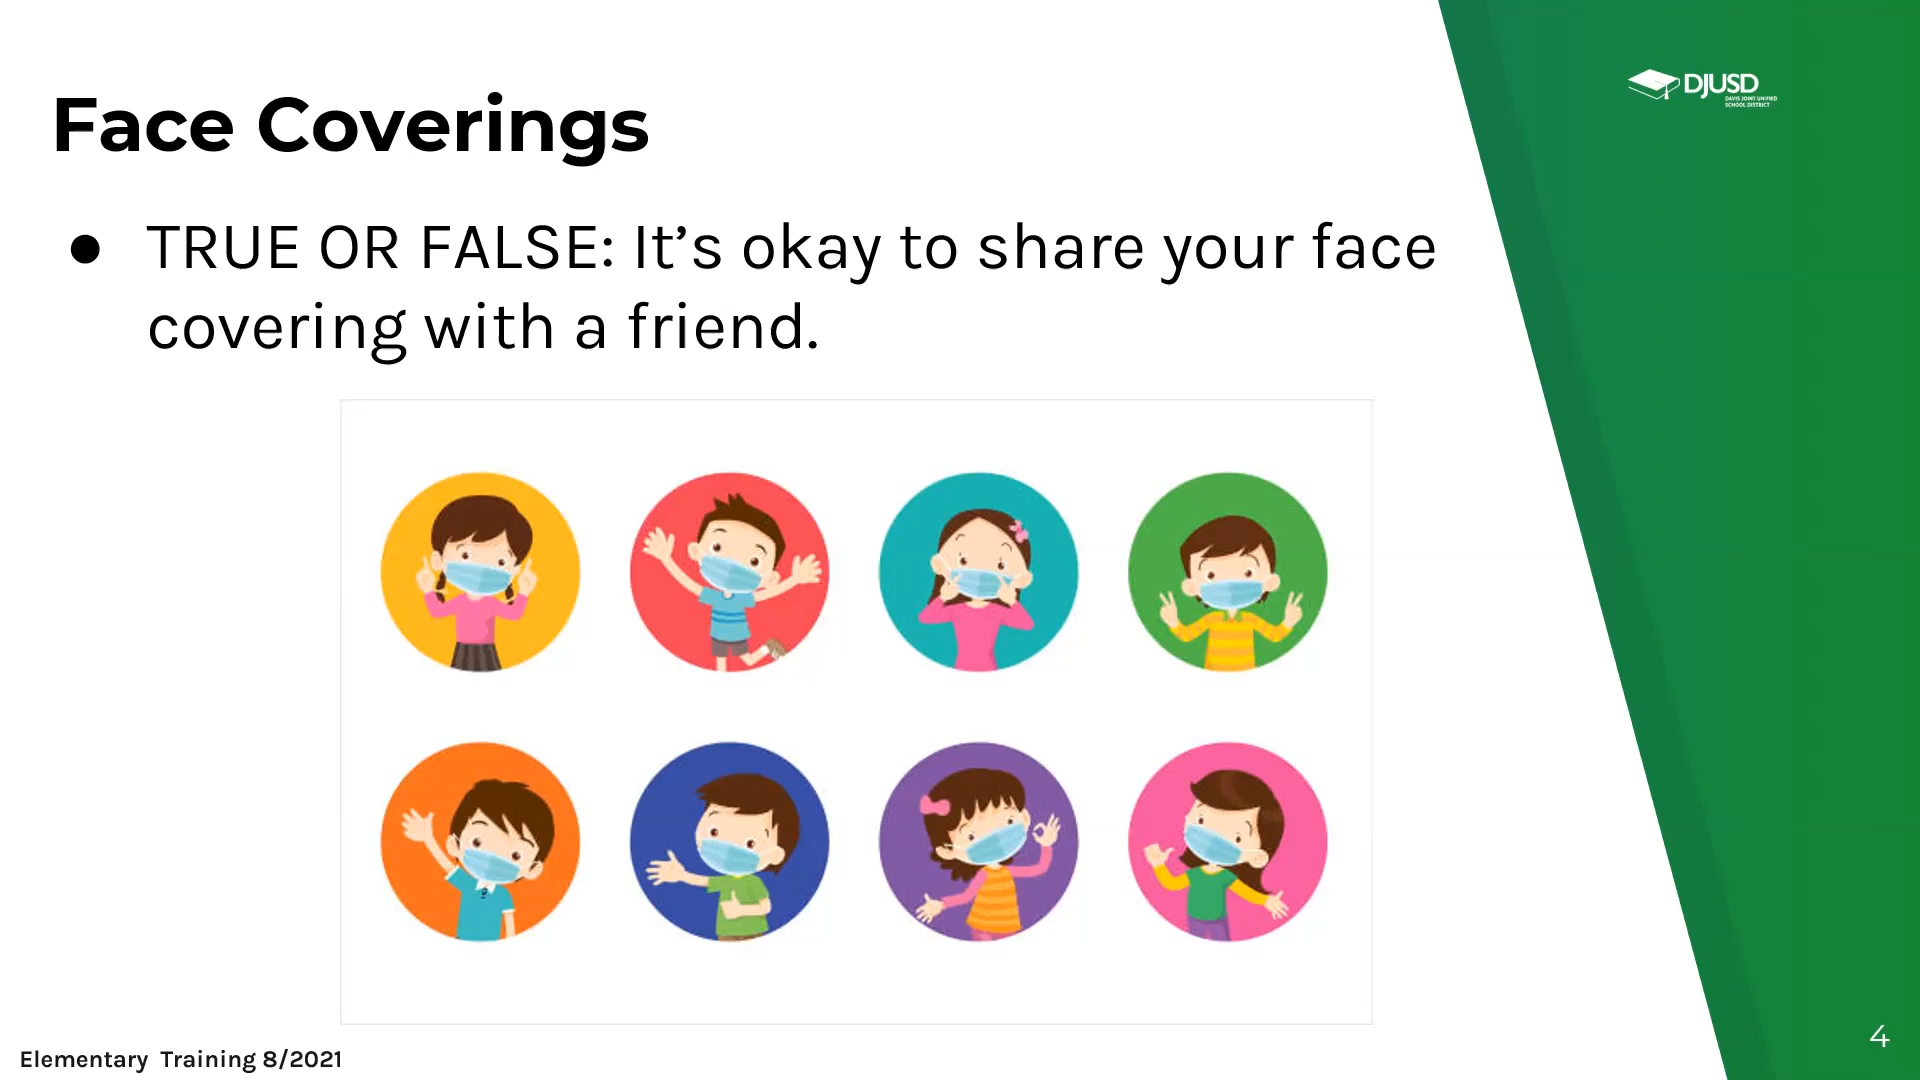 DJUSD
DAVIS JOINT UNIFIED
SCHOOL DISTRICT
Face Coverings
● TRUE OR FALSE: It’s okay to share your face
covering with a friend.
Elementary Training 8/2021
4